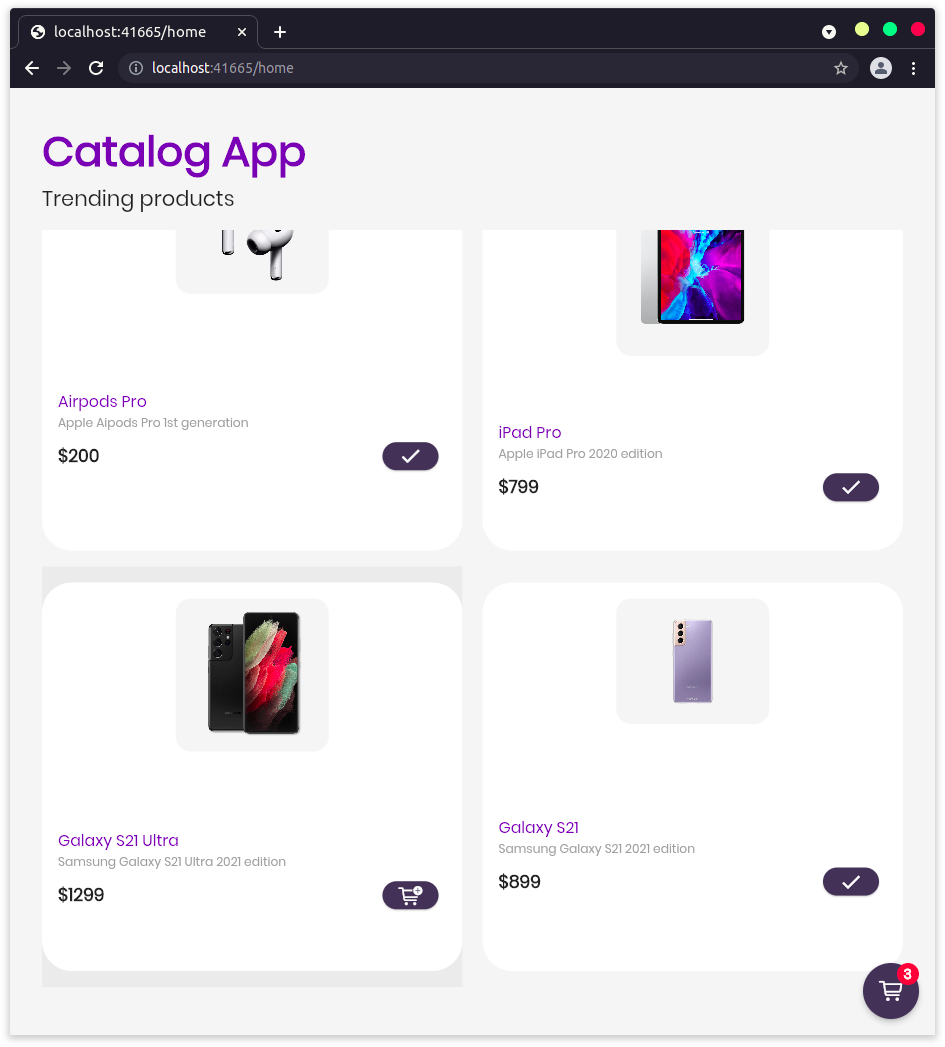 localhost:41665/home
localhost:41665/home
Catalog App
Trending products
Airpods Pro
Apple Aipods Pro 1st generation
$200
iPad Pro
Apple iPad Pro 2020 edition
$799
Galaxy S21 Ultra
Samsung Galaxy S21 Ultra 2021 edition
$1299
Galaxy S21
Samsung Galaxy S21 2021 edition
$899
3